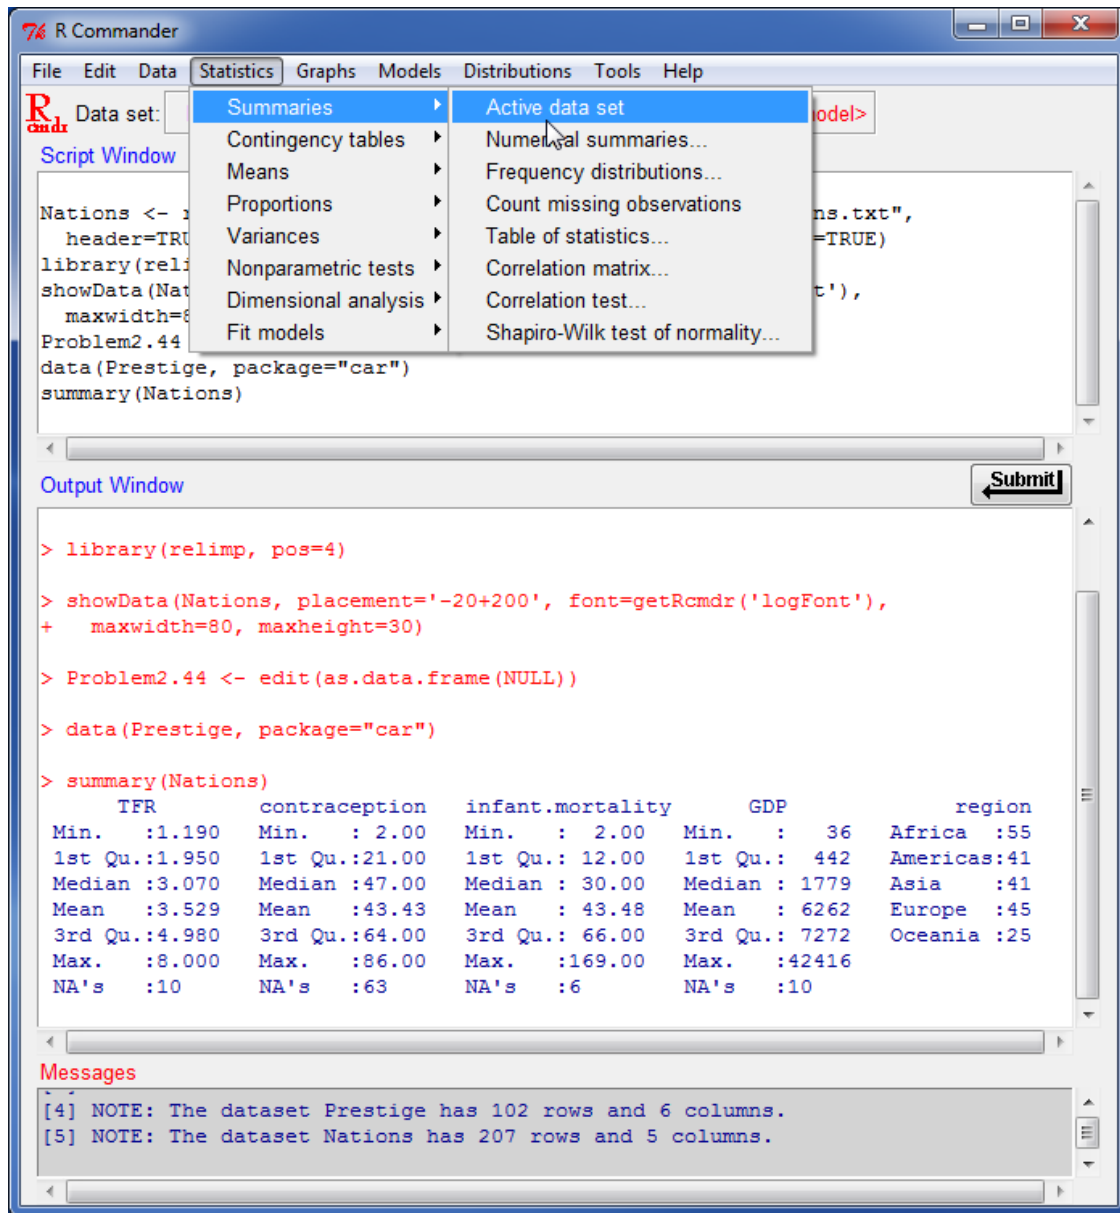 R Commander
File Edit Data Statistics Graphs Models Distributions Tools Help
R
cmdr
Data set:
model>
Summaries
Contingency tables
Means
Proportions
Variances
Nonparametric tests
Dimensional analysis
Fit models
Active data set
Numerical summaries...
Frequency distributions...
Count missing observations
Table of statistics...
Correlation matrix...
Correlation test...
Shapiro-Wilk test of normality...
Script Window
Nations <- ns.txt",
header=TRU =TRUE)
library(reli
showData(Nat t'),
maxwidth=8
Problem2.44
data(Prestige, package="car")
summary(Nations)
Output Window
Submit
> library(relimp, pos=4)
> showData(Nations, placement='-20+200', font=getRcmdr('logFont'),
+ maxwidth=80, maxheight=30)
> Problem2.44 <- edit(as.data.frame(NULL))
> data(Prestige, package="car")
> summary(Nations)
TFR contraception infant.mortality GDP region
Min. :1.190 Min. : 2.00 Min. : 2.00 Min. : 36 Africa :55
1st Qu.:1.950 1st Qu.:21.00 1st Qu.: 12.00 1st Qu.: 442 Americas:41
Median :3.070 Median :47.00 Median : 30.00 Median : 1779 Asia :41
Mean :3.529 Mean :43.43 Mean : 43.48 Mean : 6262 Europe :45
3rd Qu.:4.980 3rd Qu.:64.00 3rd Qu.: 66.00 3rd Qu.: 7272 Oceania :25
Max. :8.000 Max. :86.00 Max. :169.00 Max. :42416
NA's :10 NA's :63 NA's :6 NA's :10
Messages
[4] NOTE: The dataset Prestige has 102 rows and 6 columns.
[5] NOTE: The dataset Nations has 207 rows and 5 columns.